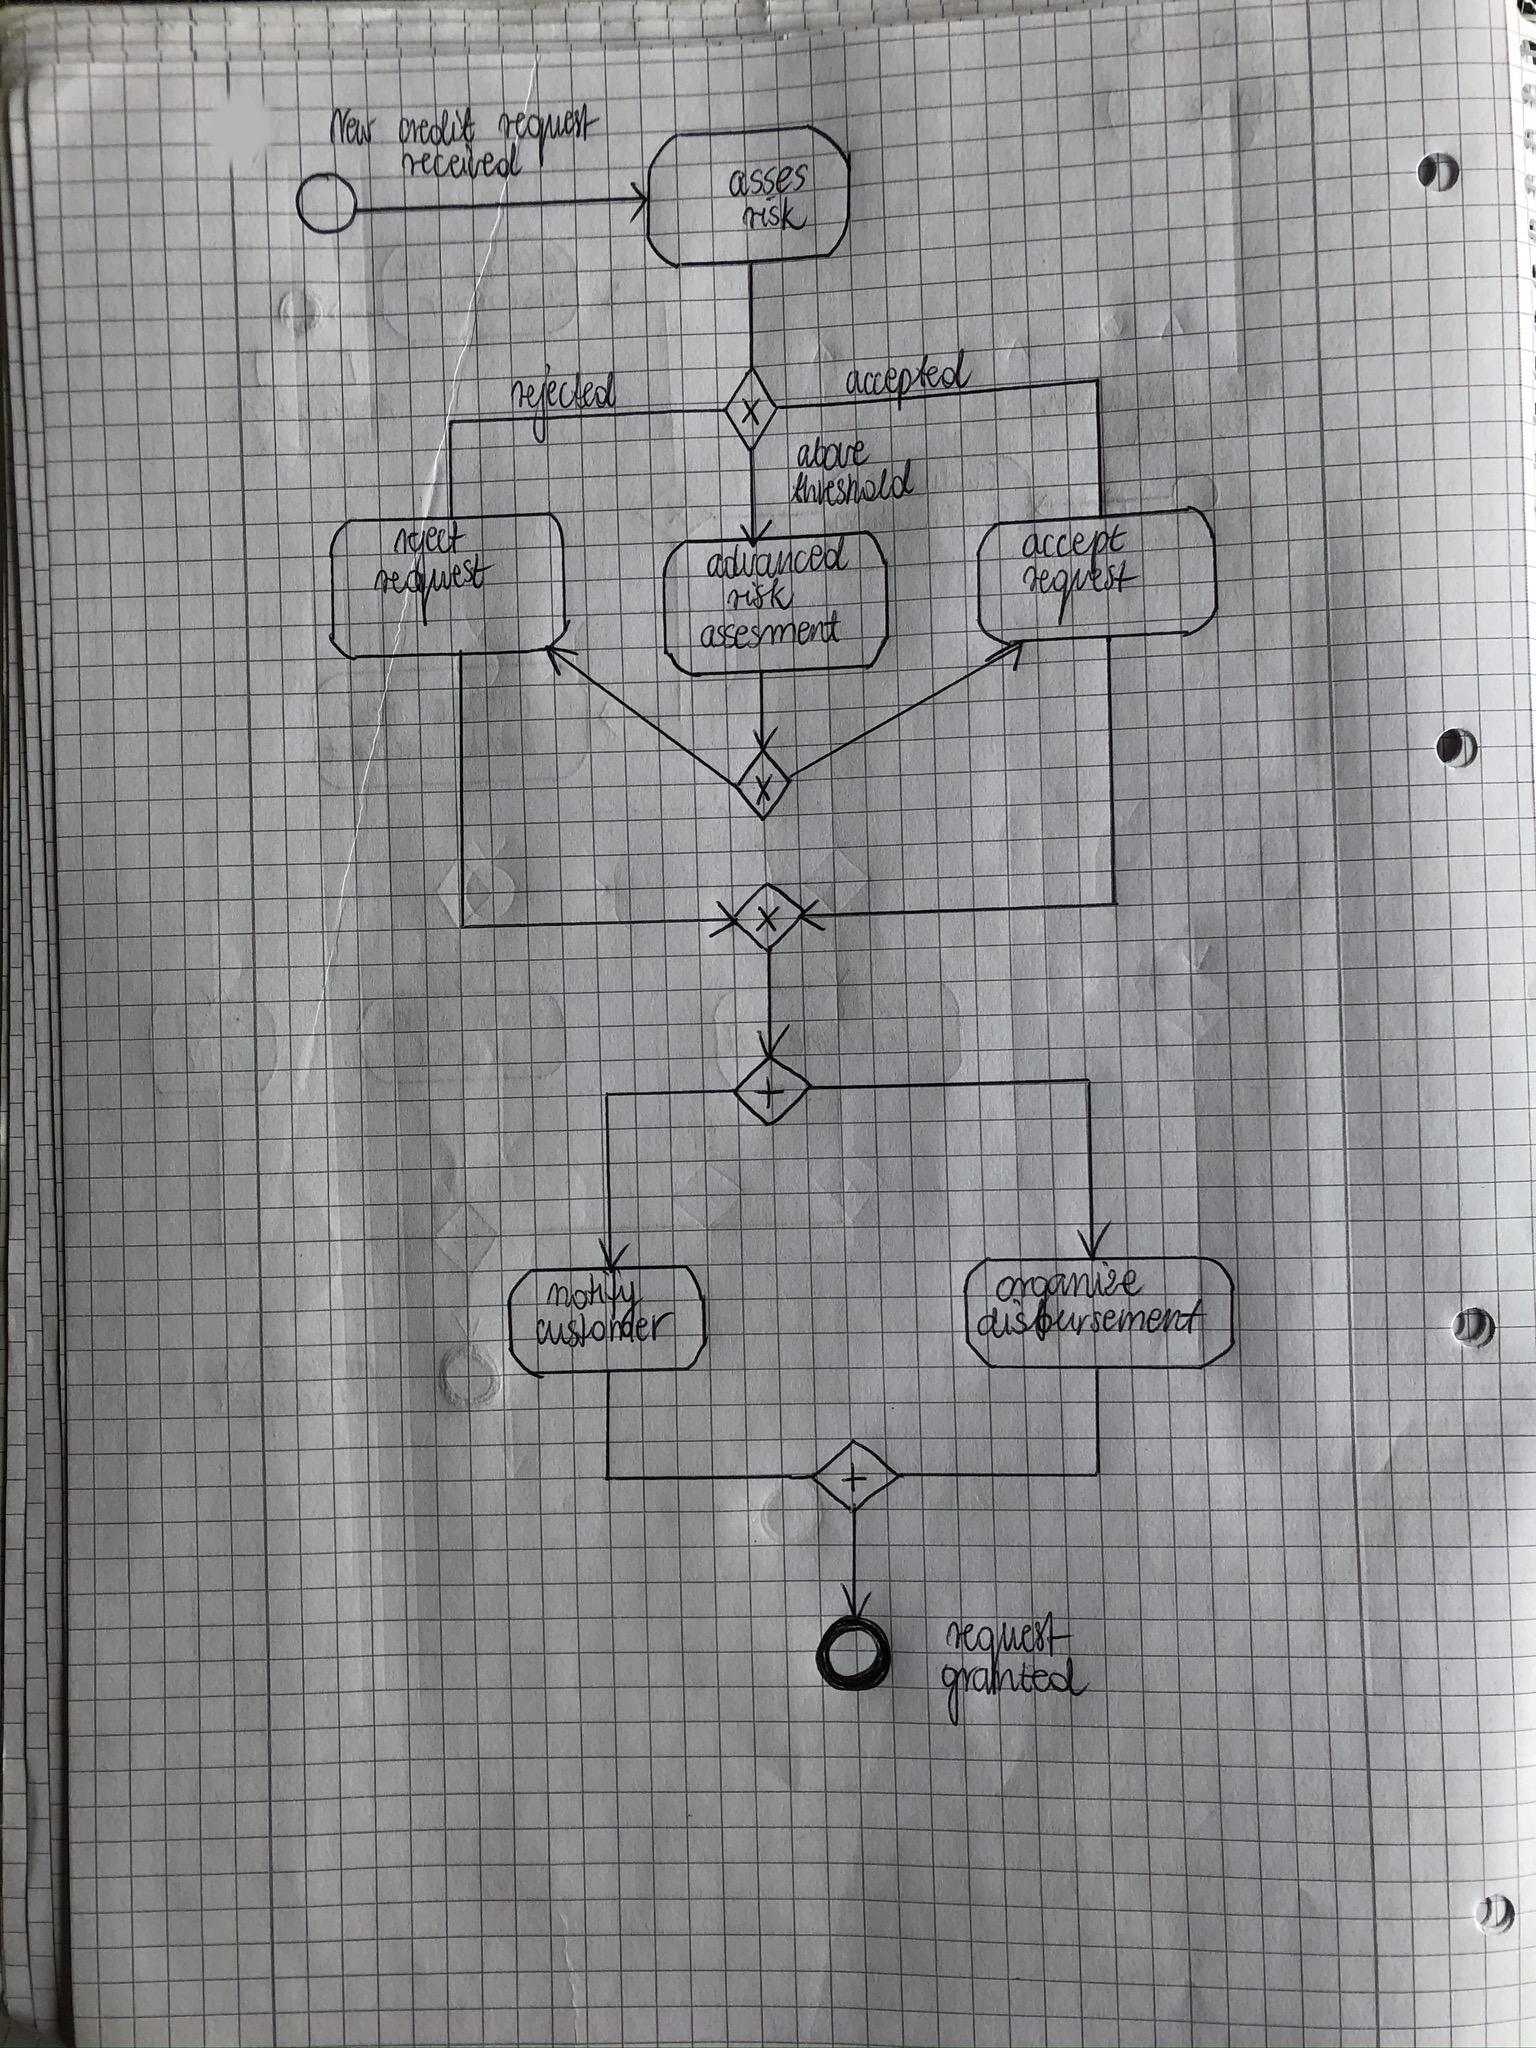 New credit request
received
asses
risk
rejected
accepted
above
threshold
reject
request
advanced
risk
assesment
accept
request
notify
customer
organize
disbursement
request
granted